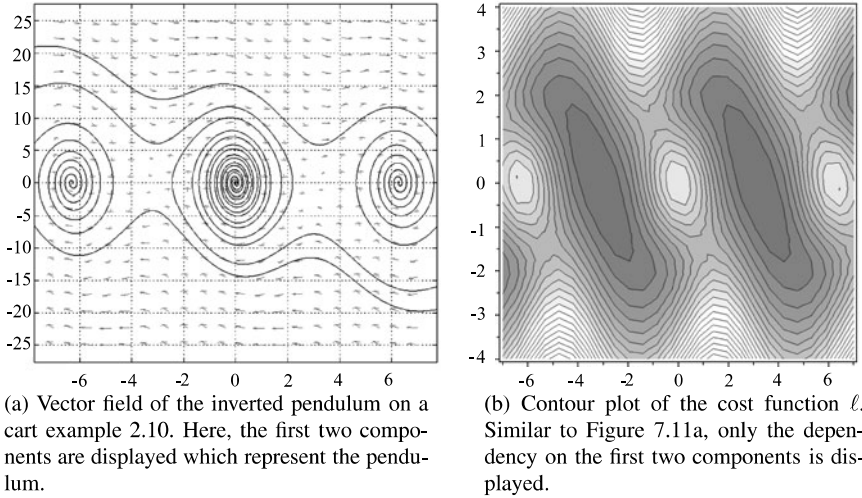 25
20
15
10
5
0
-5
-10
-15
-20
-25
-6 -4 -2 0 2 4 6
4
3
2
1
0
-1
-2
-3
-4
-6 -4 -2 0 2 4 6
(a) Vector field of the inverted pendulum on a
cart example 2.10. Here, the first two compo-
nents are displayed which represent the pendu-
lum.
(b) Contour plot of the cost function ℓ.
Similar to Figure 7.11a, only the depen-
dency on the first two components is dis-
played.